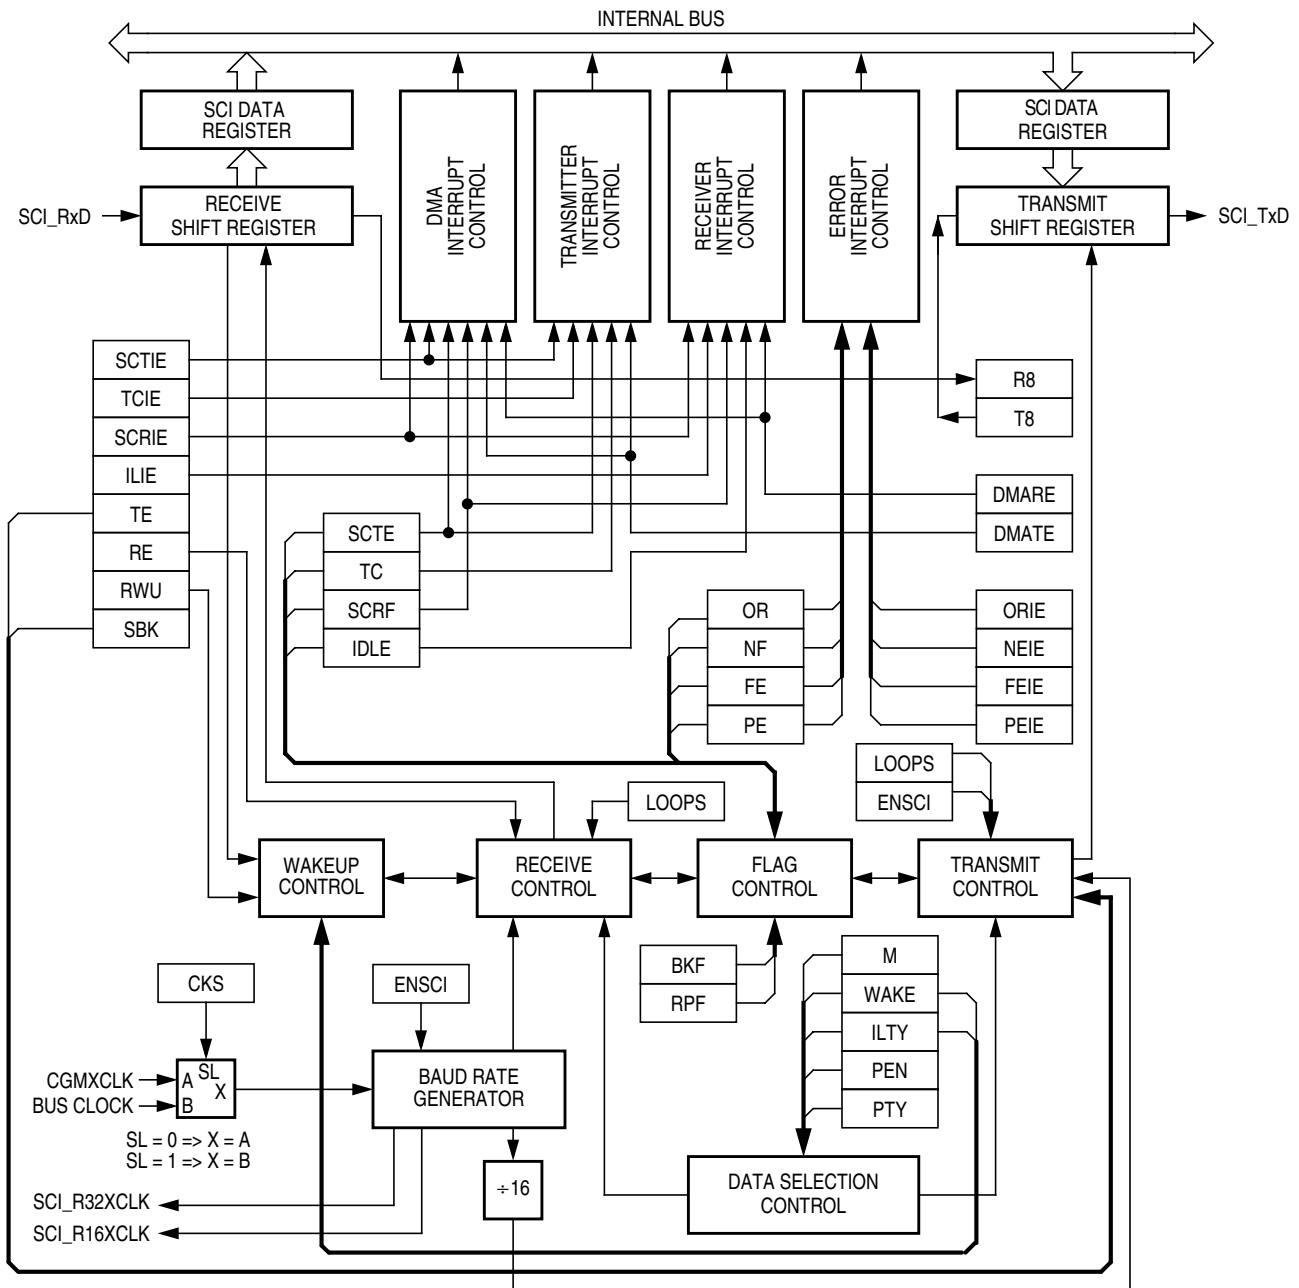 INTERNAL BUS
SCI DATA
REGISTER
DMA
INTERRUPT
CONTROL
TRANSMITTER
INTERRUPT
CONTROL
RECEIVER
INTERRUPT
CONTROL
ERROR
INTERRUPT
CONTROL
SCI DATA
REGISTER
SCI_RxD
RECEIVE
SHIFT REGISTER
TRANSMIT
SHIFT REGISTER
SCI_TxD
SCTIE
TCIE
SCRIE
ILIE
TE
RE
RWU
SBK
R8
T8
DMARE
DMATE
SCTE
TC
SCRF
IDLE
OR
NF
FE
PE
ORIE
NEIE
FEIE
PEIE
LOOPS
LOOPS
ENSCI
WAKEUP
CONTROL
RECEIVE
CONTROL
FLAG
CONTROL
TRANSMIT
CONTROL
BKF
RPF
M
WAKE
ILTY
PEN
PTY
CKS
ENSCI
CGMXCLK
BUS CLOCK
A
SL
X
B
SL = 0 => X = A
SL = 1 => X = B
BAUD RATE
GENERATOR
÷16
DATA SELECTION
CONTROL
SCI_R32XCLK
SCI_R16XCLK